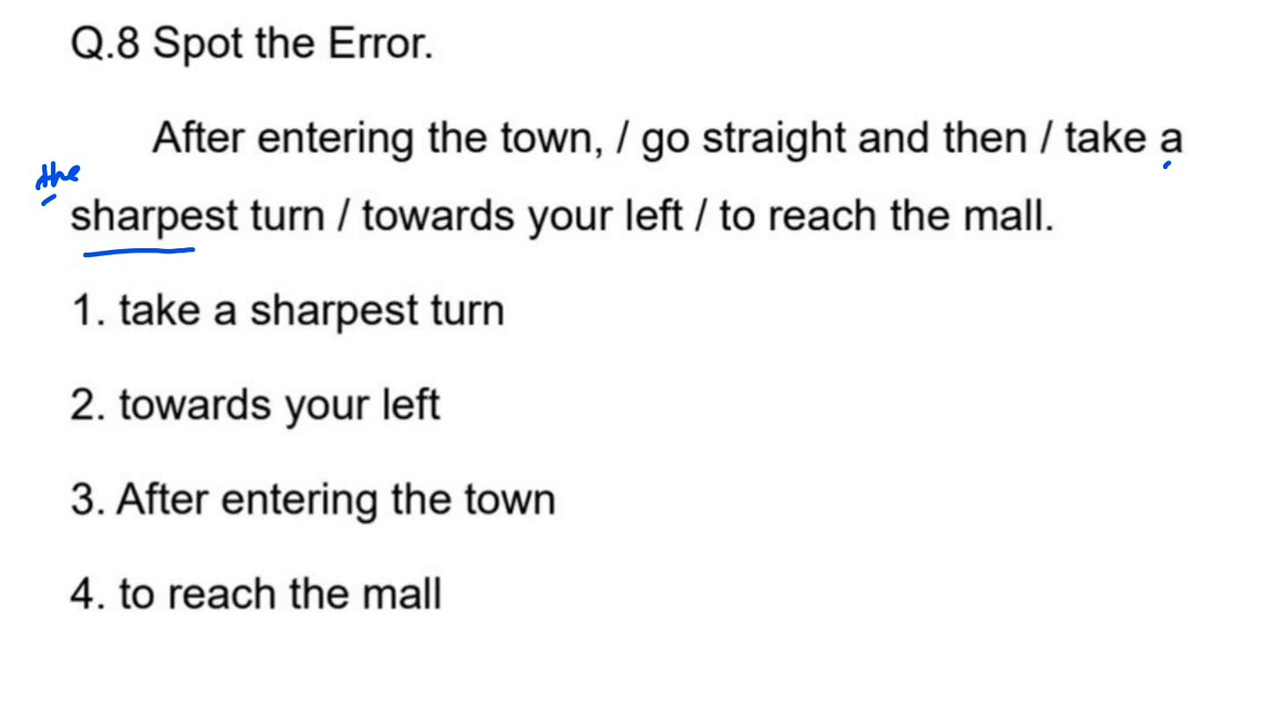 Q.8 Spot the Error.
After entering the town, / go straight and then / take a
the
sharpest turn / towards your left / to reach the mall.
1. take a sharpest turn
2. towards your left
3. After entering the town
4. to reach the mall